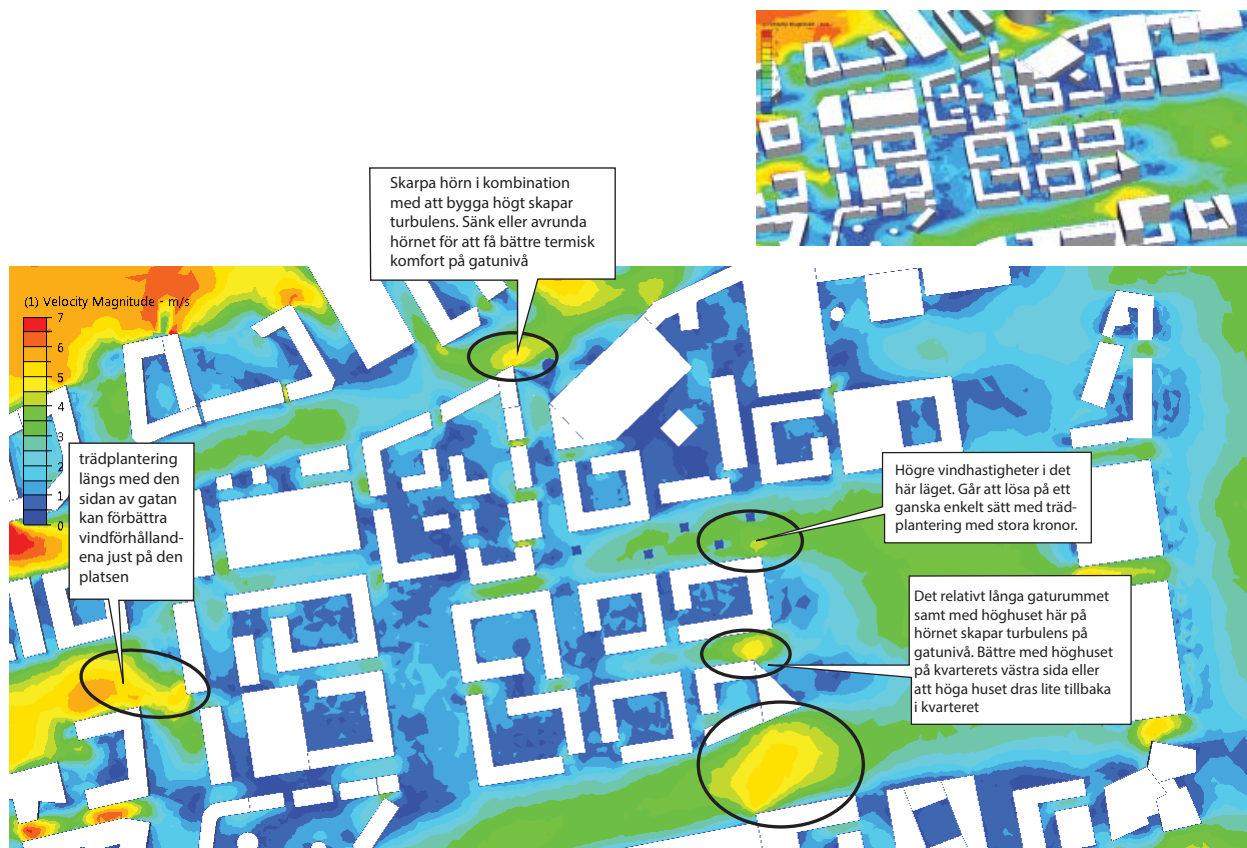 (1) Velocity Magnitude - m/s
Skarpa hörn i kombination
med att bygga högt skapar
turbulens. Sänk eller avrunda
hörnet för att få bättre termisk
komfort på gatunivå
(1) Velocity Magnitude - m/s
7
6
5
4
3
2
1
0
trädplantering
längs med den
sidan av gatan
kan förbättra
vindförhålland-
ena just på den
platsen
Högre vindhastigheter i det
här läget. Går att lösa på ett
ganska enkelt sätt med träd-
plantering med stora kronor.
Det relativt långa gaturummet
samt med höghuset här på
hörnet skapar turbulens på
gatunivå. Bättre med höghuset
på kvarterets västra sida eller
att höga huset dras lite tillbaka
i kvarteret